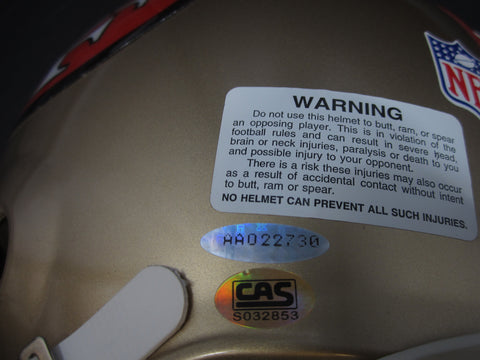 NFL
WARNING
Do not use this helmet to butt, ram, or spear
an opposing player. This is in violation of the
football rules and can result in severe head,
brain or neck injuries, paralysis or death to you
and possible injury to your opponent.
There is a risk these injuries may also occur
as a result of accidental contact without intent
to butt, ram or spear.
NO HELMET CAN PREVENT ALL SUCH INJURIES.
AA022730
CAS
S032853